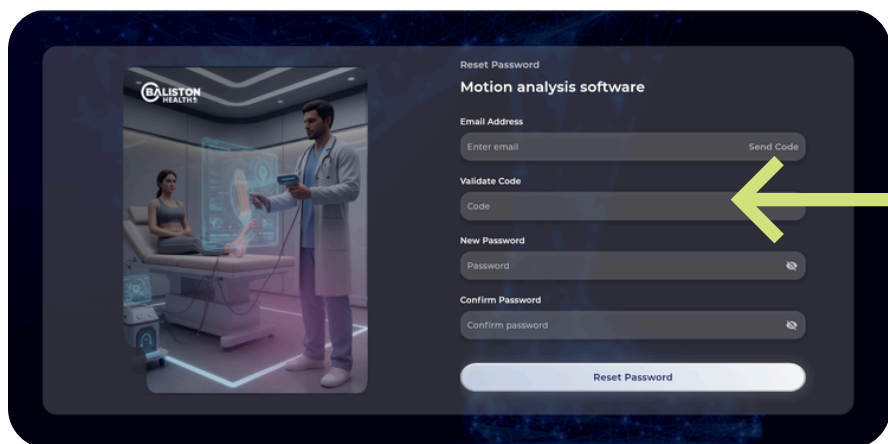 BALISTON
HEALTH
Reset Password
Motion analysis software
Email Address
Enter email Send Code
Validate Code
Code
New Password
Password
Confirm Password
Confirm password
Reset Password